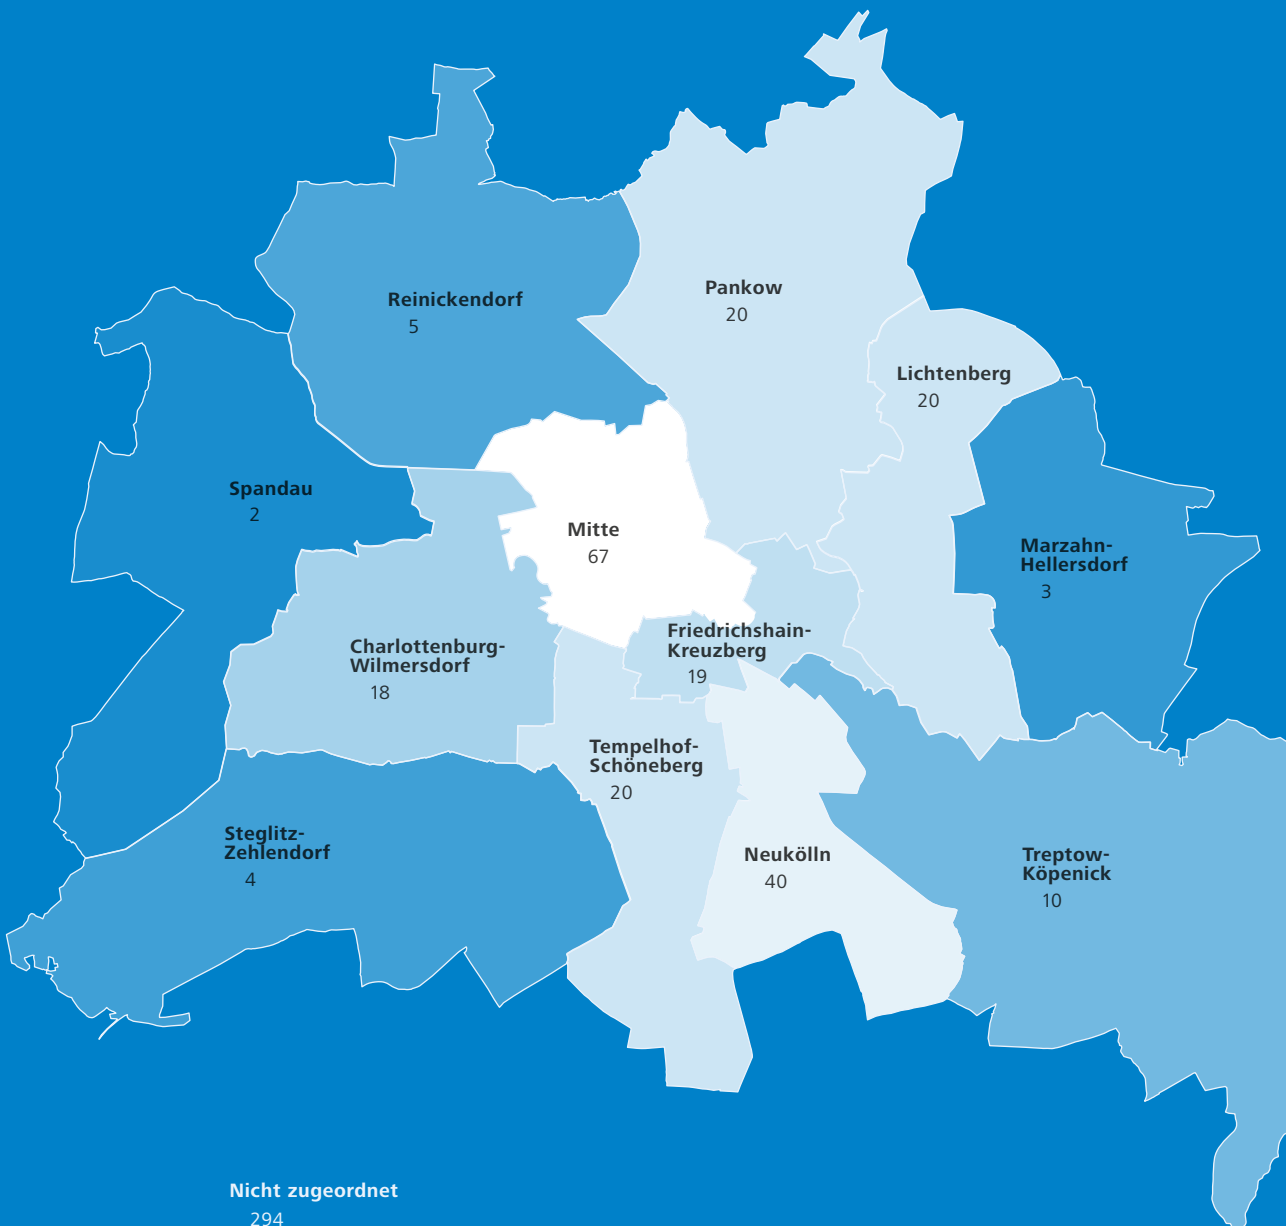 Reinickendorf
5
Pankow
20
Lichtenberg
20
Spandau
2
Mitte
67
Marzahn-
Hellersdorf
3
Charlottenburg-
Wilmersdorf
18
Friedrichshain-
Kreuzberg
19
Tempelhof-
Schöneberg
20
Steglitz-
Zehlendorf
4
Neukölln
40
Treptow-
Köpenick
10
Nicht zugeordnet
294